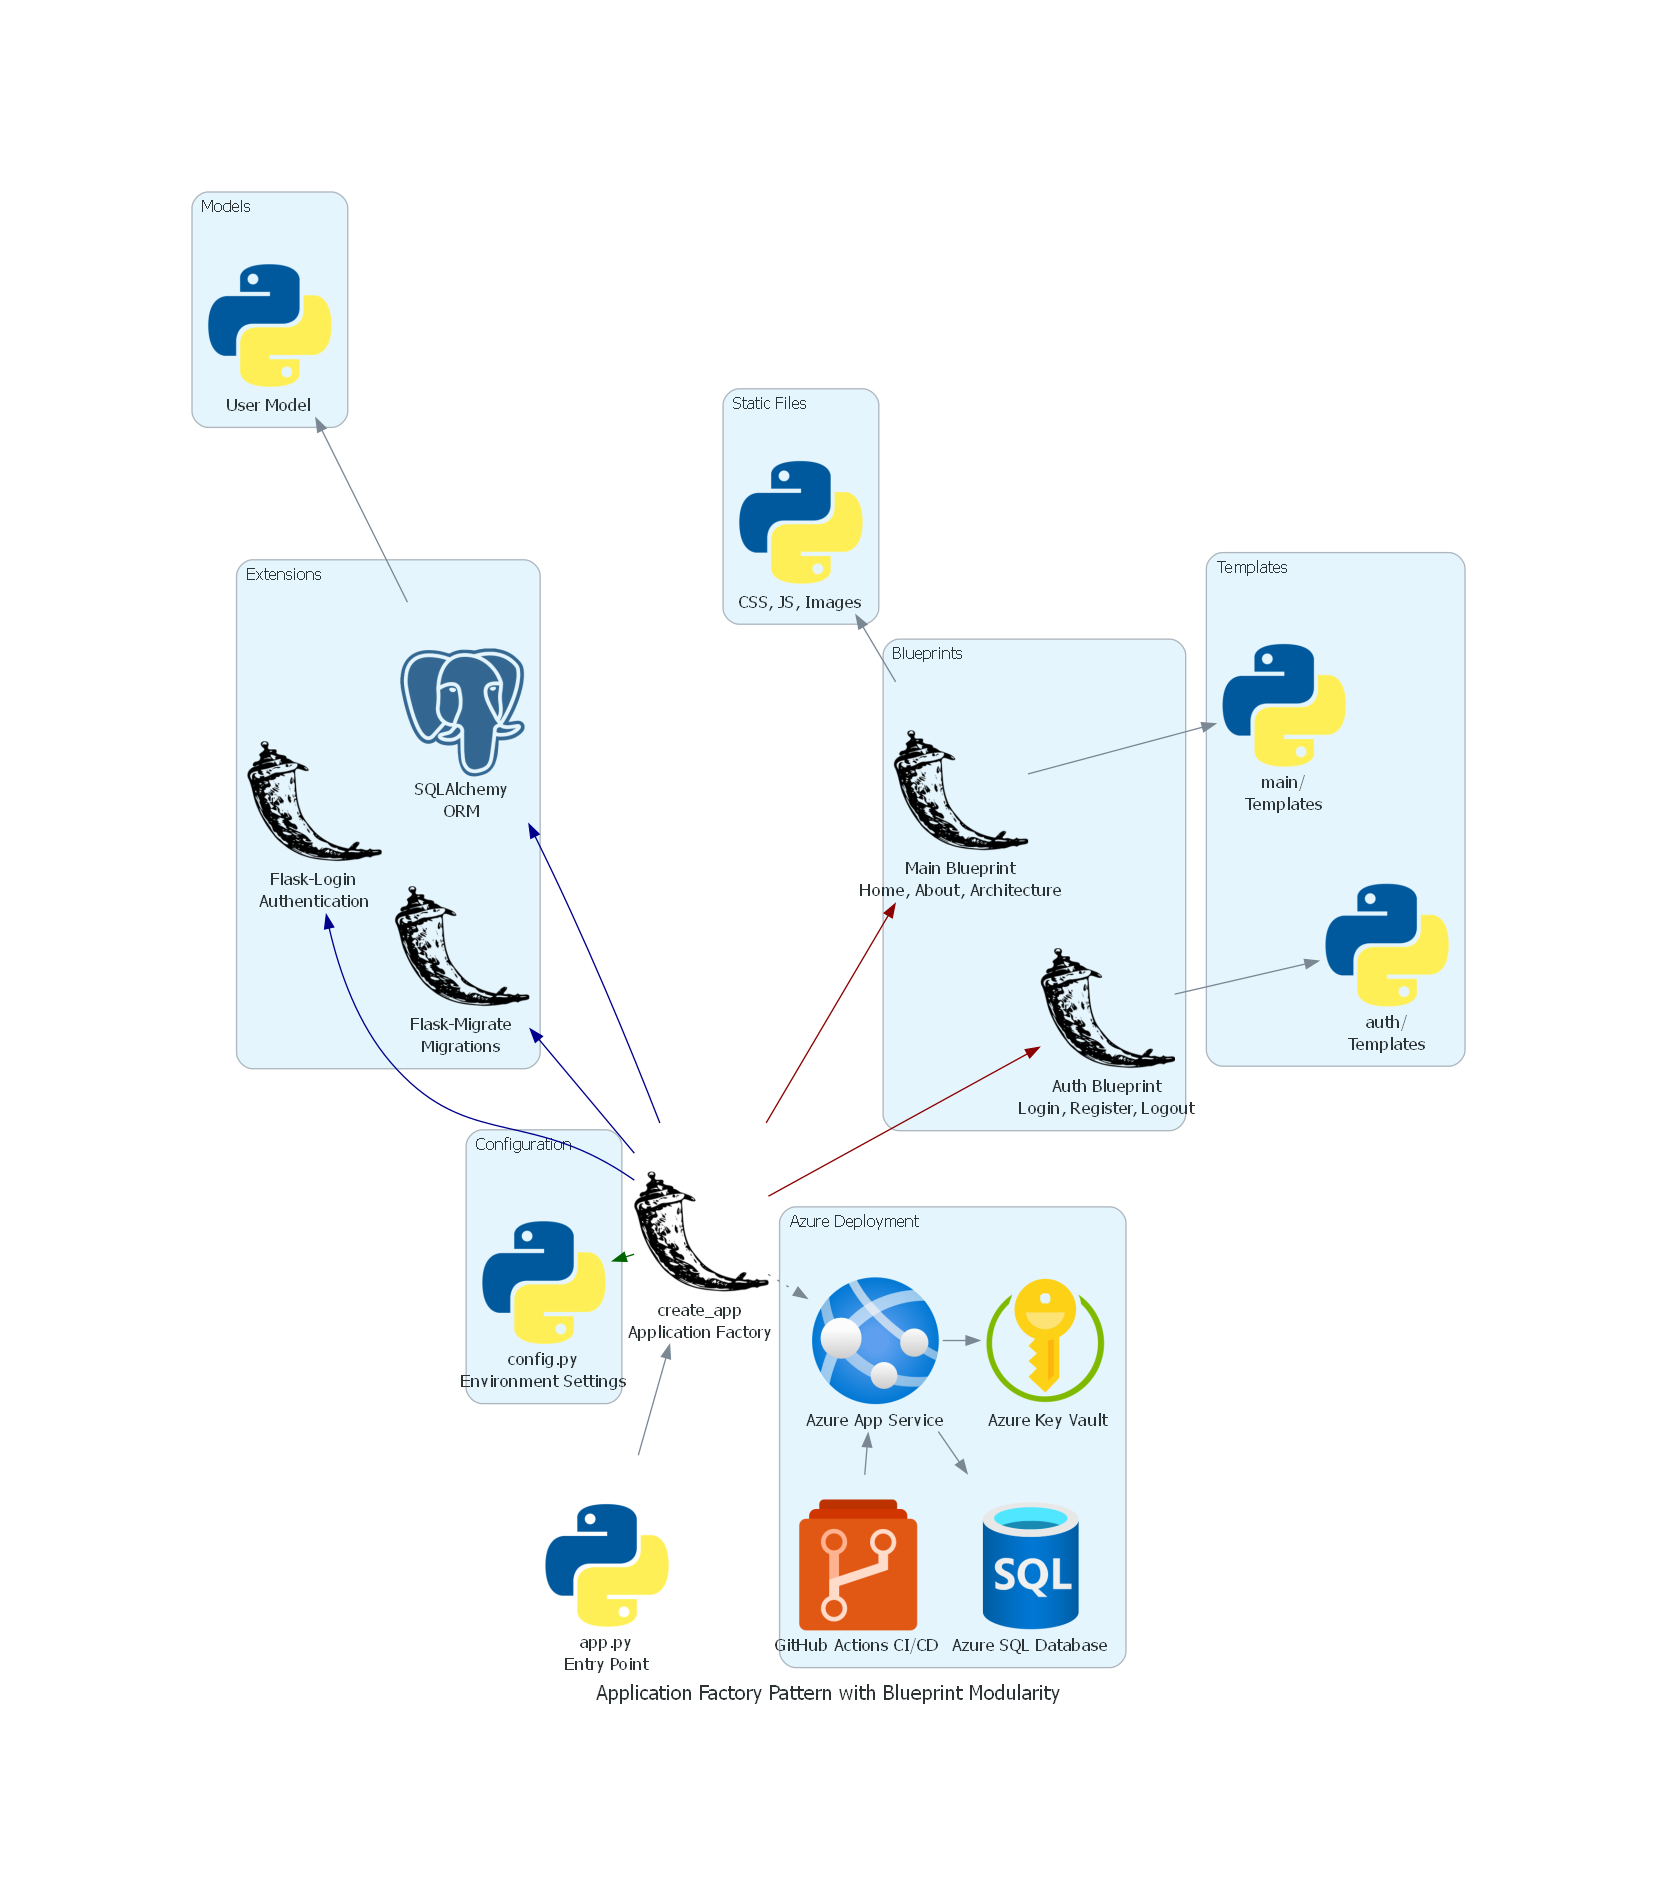 Models
User Model
Static Files
CSS, JS, Images
Extensions
SQLAlchemy
ORM
Flask-Login
Authentication
Flask-Migrate
Migrations
Blueprints
Main Blueprint
Home, About, Architecture
Auth Blueprint
Login, Register, Logout
Templates
main/
Templates
auth/
Templates
Configuration
config.py
Environment Settings
create_app
Application Factory
Azure Deployment
Azure App Service
Azure Key Vault
GitHub Actions CI/CD
SQL
Azure SQL Database
app.py
Entry Point
Application Factory Pattern with Blueprint Modularity